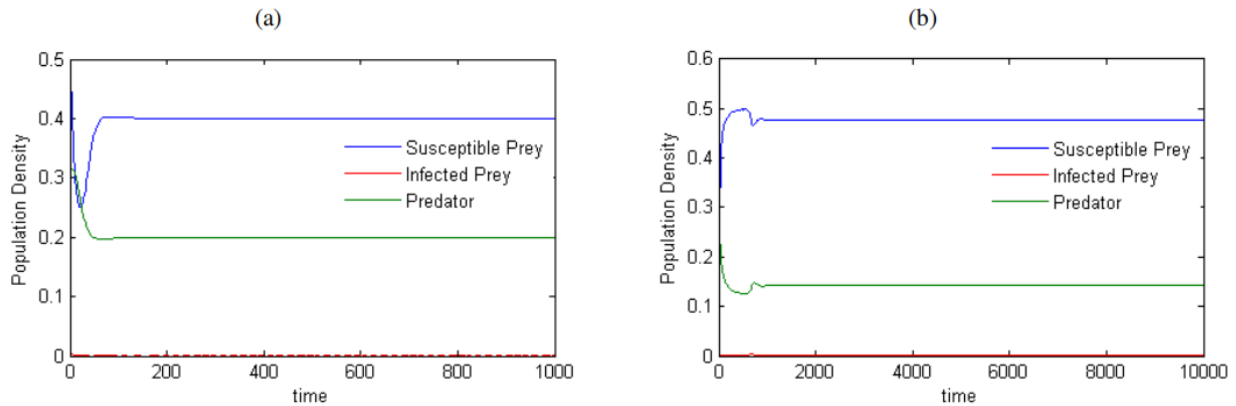 (a)
0.5
0.4
0.3
0.2
0.1
0
Population Density
Susceptible Prey
Infected Prey
Predator
0 200 400 600 800 1000
time
(b)
0.6
0.5
0.4
0.3
0.2
0.1
0
Population Density
Susceptible Prey
Infected Prey
Predator
0 2000 4000 6000 8000 10000
time